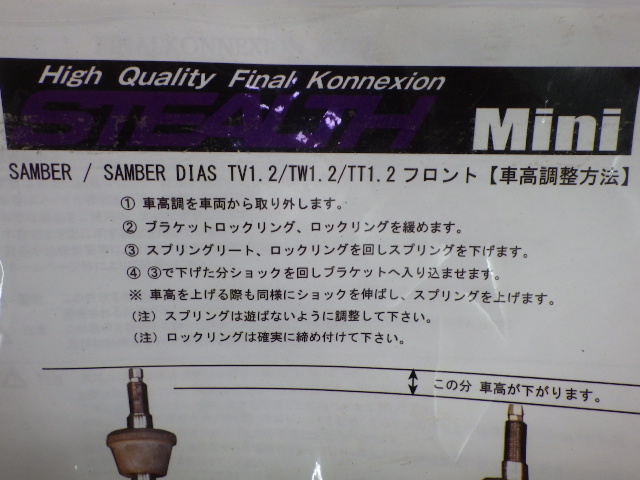 High Quality Final Konnexion
STEALTH Mini
SAMBER / SAMBER DIAS TV1.2/TW1.2/TT1.2 フロント【車高調整方法】
① 車高調を車両から取り外します。
② ブラケットロックリング、ロックリングを緩めます。
③ スプリングリート、ロックリングを回しスプリングを下げます。
④ ③で下げた分ショックを回しブラケットへ入り込ませます。
※ 車高を上げる際も同様にショックを伸ばし、スプリングを上げます。
（注）スプリングは遊ばないように調整して下さい。
（注）ロックリングは確実に締め付けて下さい。
この分 車高が下がります。